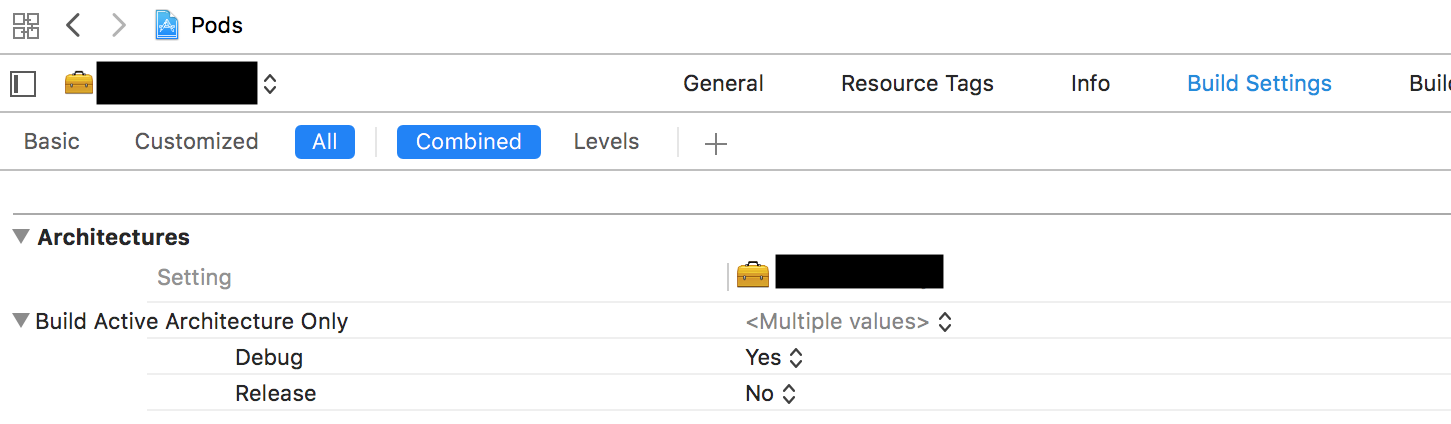 Pods
General Resource Tags Info Build Settings Buil
Basic Customized All Combined Levels
Architectures
Setting
Build Active Architecture Only <Multiple values>
Debug Yes
Release No